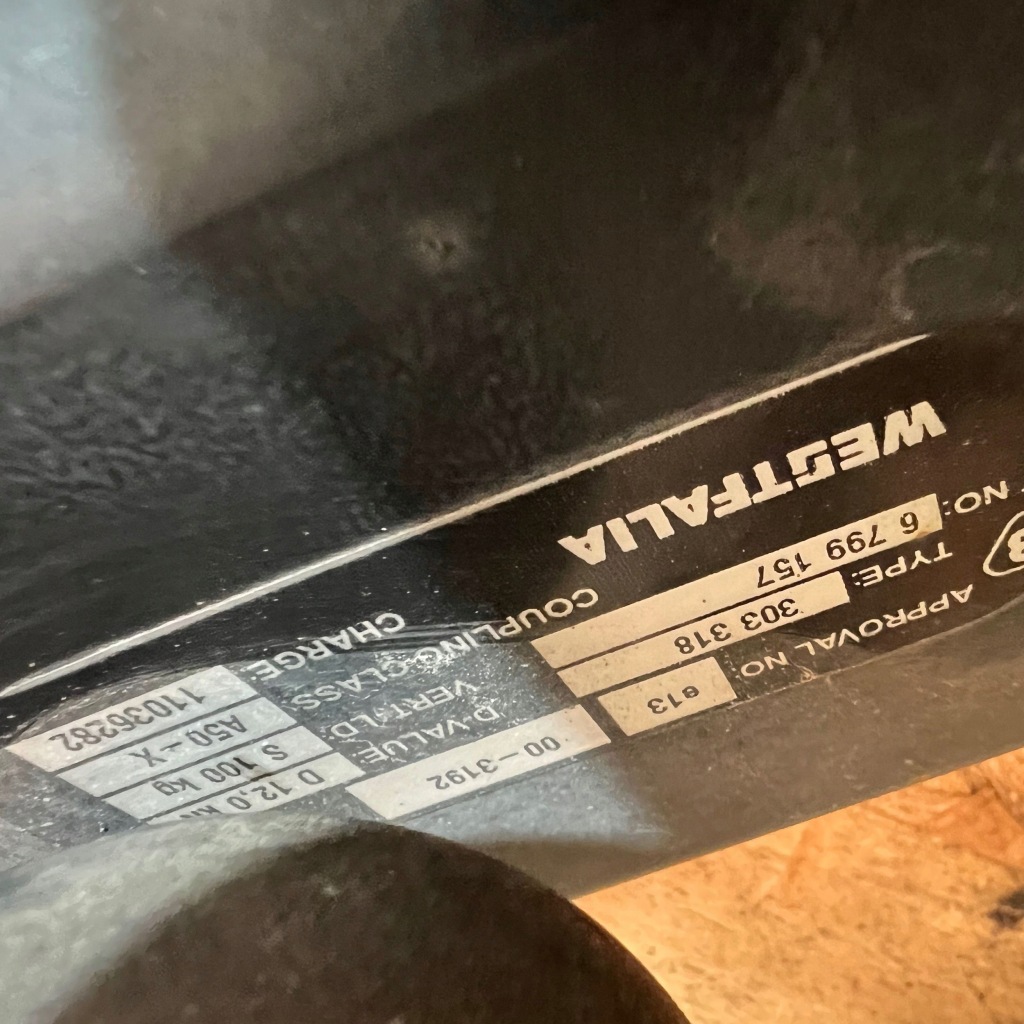 APPROVAL NO e13 00-3192
TYPE: 303 318
NO: 6 799 157
WESTFALIA
D-VALUE: D 12,0
VERT. LD.: S 100 kg
COUPLING-CLASS: A50-X
CHARGE: 11036282